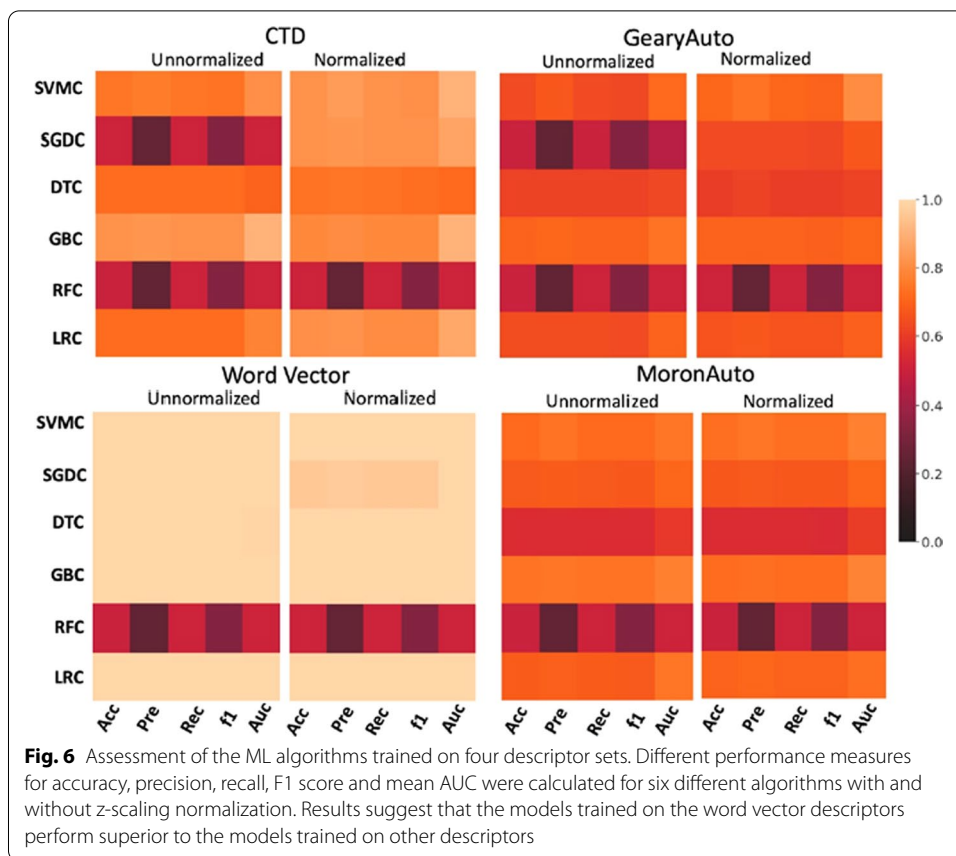 CTD GearyAuto
Unnormalized Normalized Unnormalized Normalized
SVMC
SGDC
DTC
GBC
RFC
LRC
1.0
0.8
0.6
0.4
0.2
0.0
Word Vector MoronAuto
Unnormalized Normalized Unnormalized Normalized
SVMC
SGDC
DTC
GBC
RFC
LRC
Acc Pre Rec f1 Auc Acc Pre Rec f1 Auc Acc Pre Rec f1 Auc Acc Pre Rec f1 Auc
Fig. 6 Assessment of the ML algorithms trained on four descriptor sets. Different performance measures
for accuracy, precision, recall, F1 score and mean AUC were calculated for six different algorithms with and
without z-scaling normalization. Results suggest that the models trained on the word vector descriptors
perform superior to the models trained on other descriptors